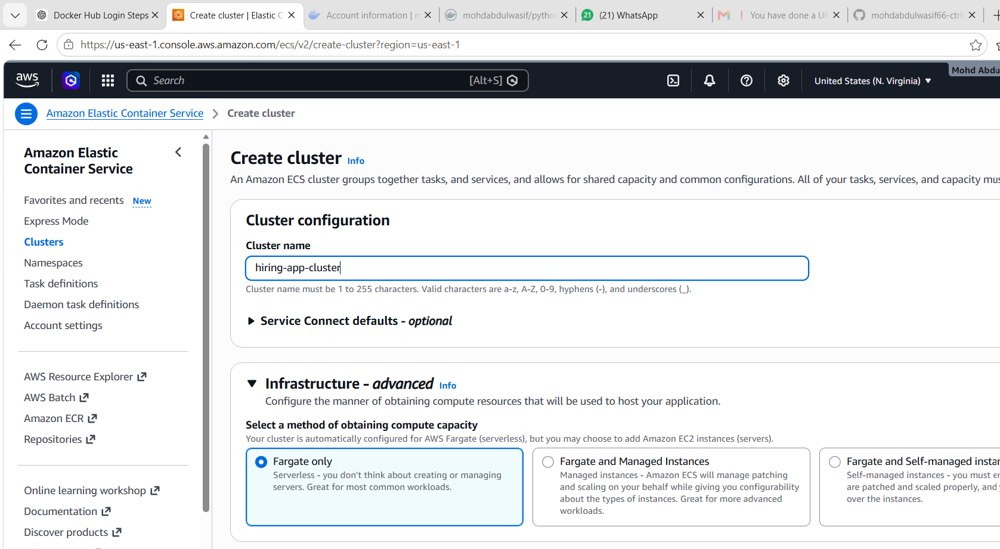 Docker Hub Login Steps
Create cluster | Elastic C
Account information | m
mohdabdulwasif/pytho
(21) WhatsApp
You have done a UP
mohdabdulwasif66-ctrl/
https://us-east-1.console.aws.amazon.com/ecs/v2/create-cluster?region=us-east-1
aws
Search
[Alt+S]
United States (N. Virginia)
Mohd Abdu
Amazon Elastic Container Service
Create cluster
Amazon Elastic
Container Service
Favorites and recents New
Express Mode
Clusters
Namespaces
Task definitions
Daemon task definitions
Account settings
AWS Resource Explorer
AWS Batch
Amazon ECR
Repositories
Online learning workshop
Documentation
Discover products
Create cluster Info
An Amazon ECS cluster groups together tasks, and services, and allows for shared capacity and common configurations. All of your tasks, services, and capacity mu
Cluster configuration
Cluster name
hiring-app-cluster
Cluster name must be 1 to 255 characters. Valid characters are a-z, A-Z, 0-9, hyphens (-), and underscores (_).
Service Connect defaults - optional
Infrastructure - advanced Info
Configure the manner of obtaining compute resources that will be used to host your application.
Select a method of obtaining compute capacity
Your cluster is automatically configured for AWS Fargate (serverless), but you may choose to add Amazon EC2 instances (servers).
Fargate only
Serverless - you don't think about creating or managing
servers. Great for most common workloads.
Fargate and Managed Instances
Managed instances - Amazon ECS will manage patching
and scaling on your behalf while giving you configurability
about the types of instances. Great for more advanced
workloads.
Fargate and Self-managed instan
Self-managed instances - you must en
are patched and scaled properly, and
over the instances.